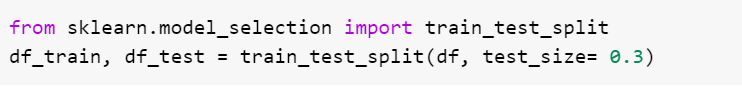 from sklearn.model_selection import train_test_split
df_train, df_test = train_test_split(df, test_size= 0.3)